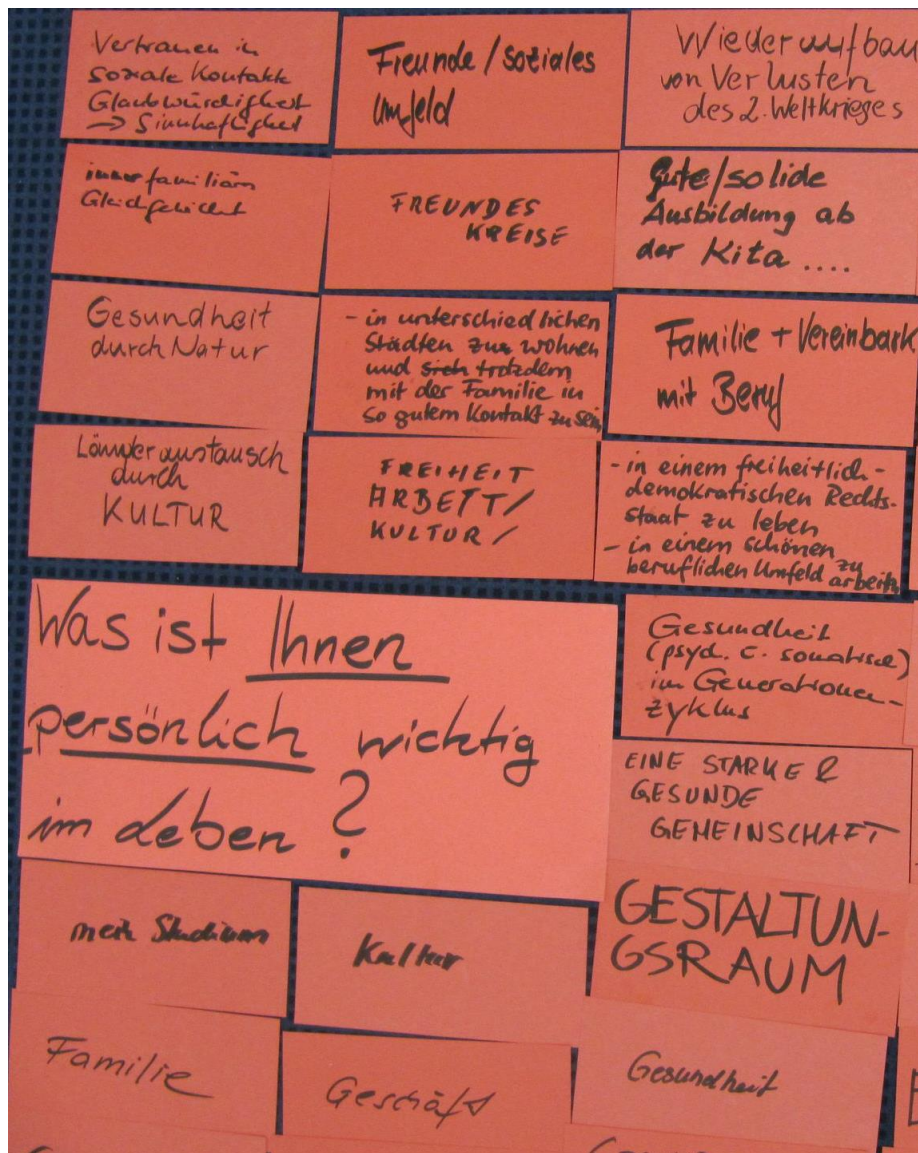 Vertrauen in
soziale Kontakte
Glaubwürdigkeit
→ Sinnhaftigkeit
Freunde / soziales
Umfeld
Wiederaufbau
von Verlusten
des 2. Weltkrieges
innerfamiliäres
Gleichgewicht
FREUNDES
KREISE
gute / solide
Ausbildung ab
der Kita ....
Gesundheit
durch Natur
- in unterschiedlichen
Städten zu wohnen
und sich trotzdem
mit der Familie in
so gutem Kontakt zu sein
Familie + Vereinbark
mit Beruf
Länderaustausch
durch
KULTUR
FREIHEIT
ARBEIT /
KULTUR /
- in einem freiheitlich-
demokratischen Rechts-
staat zu leben
- in einem schönen
beruflichen Umfeld zu
arbeiten
Was ist Ihnen
persönlich wichtig
im Leben?
Gesundheit
(psych. c. somatisch)
im Generationen-
zyklus
EINE STARKE &
GESUNDE
GEMEINSCHAFT
mein Studium
Kultur
GESTALTUN-
GSRAUM
Familie
Geschäft
Gesundheit